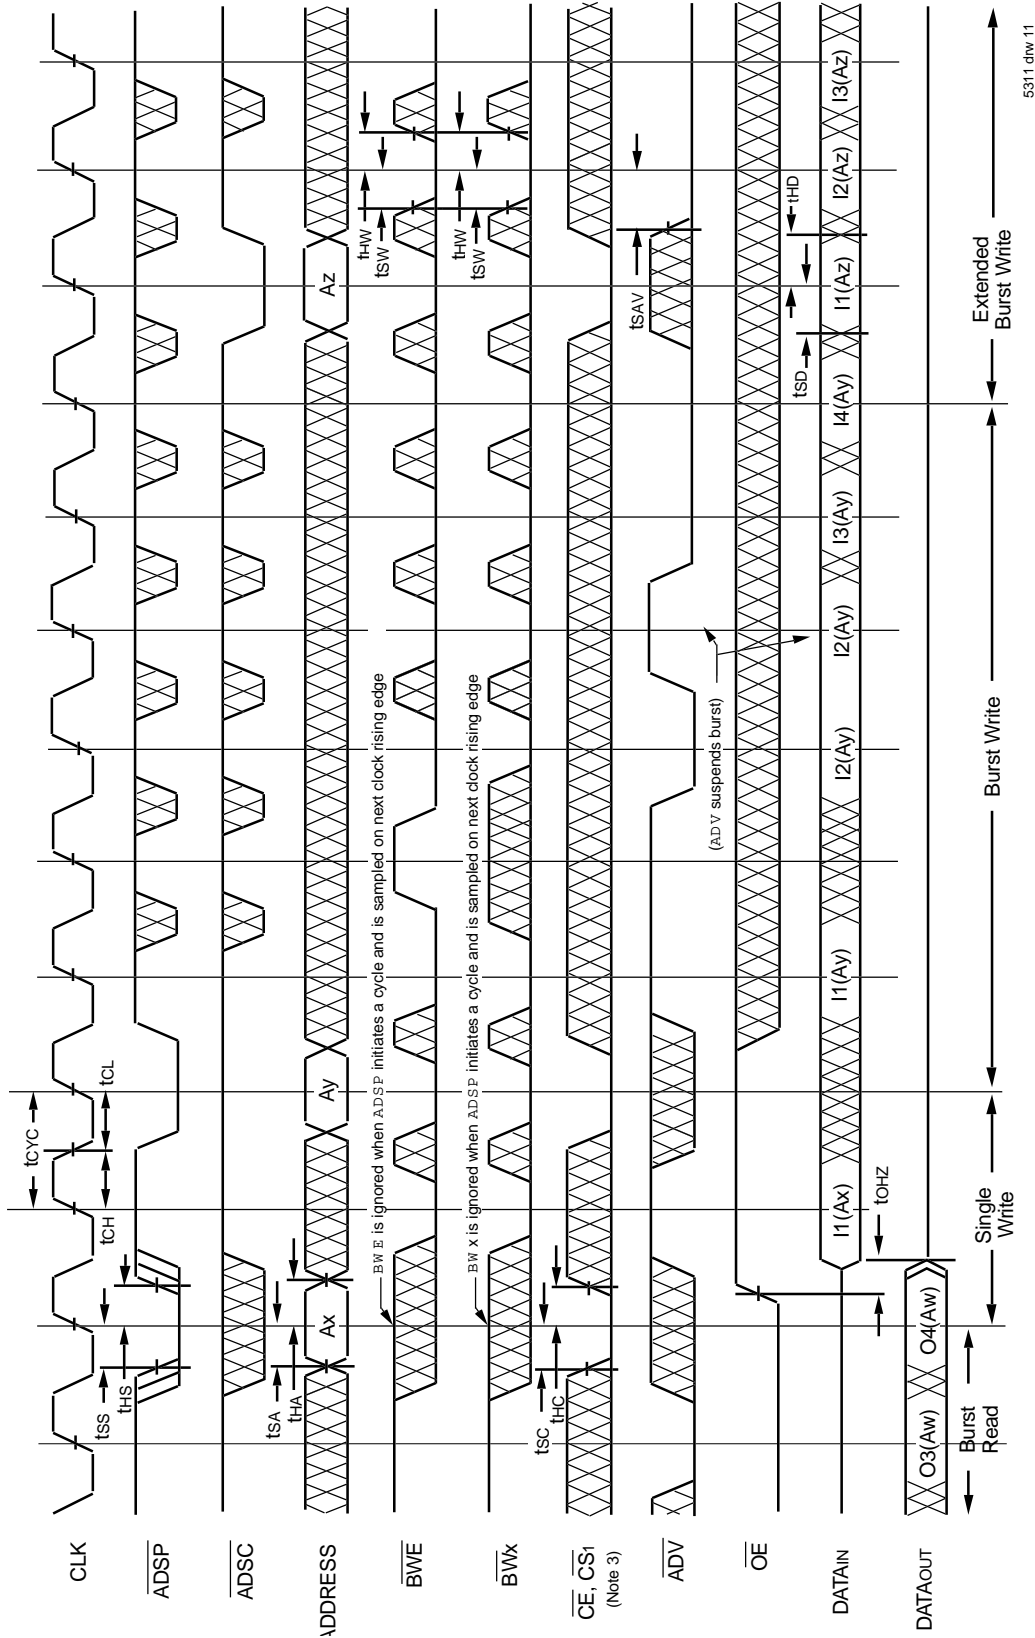 CLK
tCYC
tCH
tCL
ADSP
tSS
tHS
ADSC
ADDRESS
tSA
tHA
Ax
Ay
Az
BWE
BWE is ignored when ADSP initiates a cycle and is sampled on next clock rising edge
tHW
tSW
BWx
BWx is ignored when ADSP initiates a cycle and is sampled on next clock rising edge
tHW
tSW
CE, CS1
(Note 3)
tSC
tHC
ADV
(ADV suspends burst)
tSAV
OE
tOHZ
DATAIN
I1(Ax)
I1(Ay)
I2(Ay)
I2(Ay)
I3(Ay)
I4(Ay)
I1(Az)
I2(Az)
I3(Az)
tSD
tHD
DATAOUT
O3(Aw)
O4(Aw)
Burst
Read
Single
Write
Burst Write
Extended
Burst Write
5311 drw 11